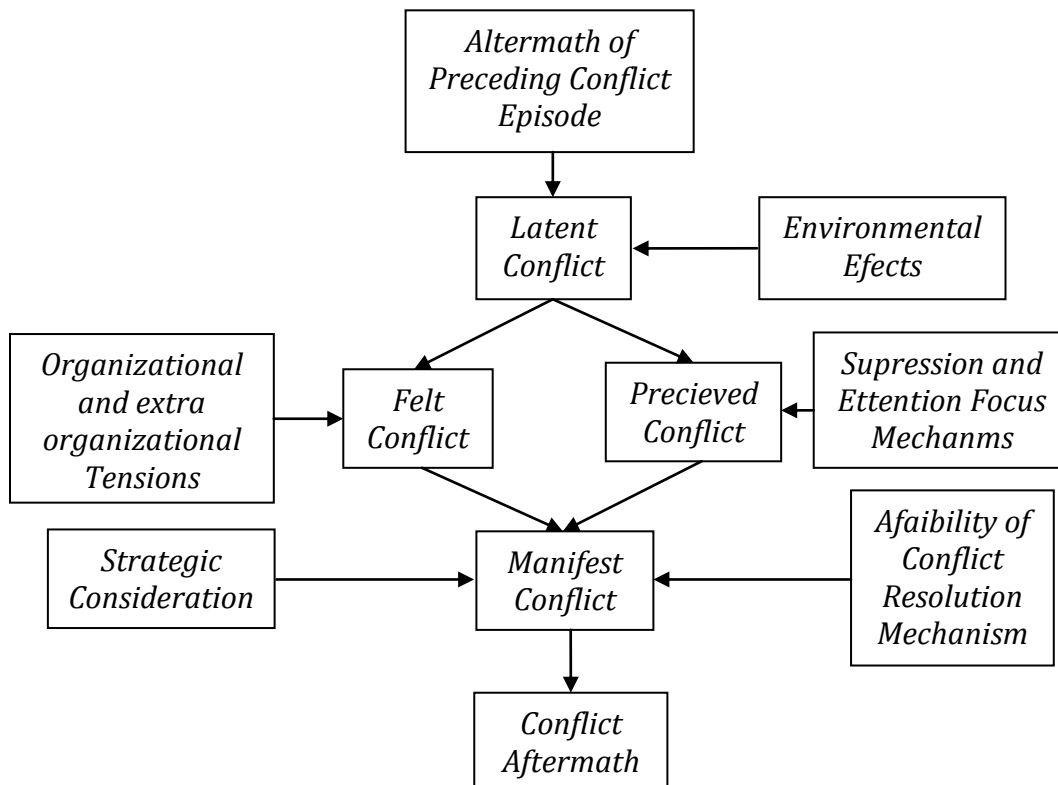 Altermath of
Preceding Conflict
Episode
Latent
Conflict
Environmental
Efects
Organizational
and extra
organizational
Tensions
Felt
Conflict
Precieved
Conflict
Supression and
Ettention Focus
Mechanms
Strategic
Consideration
Manifest
Conflict
Afaibility of
Conflict
Resolution
Mechanism
Conflict
Aftermath